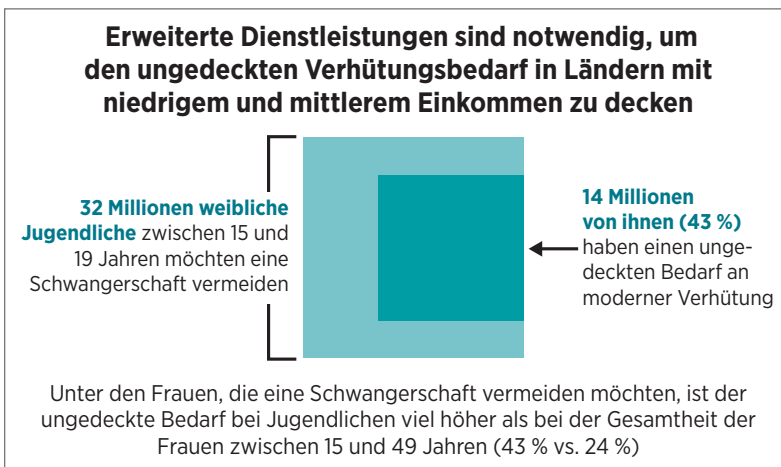 Erweiterte Dienstleistungen sind notwendig, um
den ungedeckten Verhütungsbedarf in Ländern mit
niedrigem und mittlerem Einkommen zu decken
32 Millionen weibliche
Jugendliche zwischen 15 und
19 Jahren möchten eine
Schwangerschaft vermeiden
14 Millionen
von ihnen (43 %)
haben einen unge-
deckten Bedarf an
moderner Verhütung
Unter den Frauen, die eine Schwangerschaft vermeiden möchten, ist der
ungedeckte Bedarf bei Jugendlichen viel höher als bei der Gesamtheit der
Frauen zwischen 15 und 49 Jahren (43 % vs. 24 %)